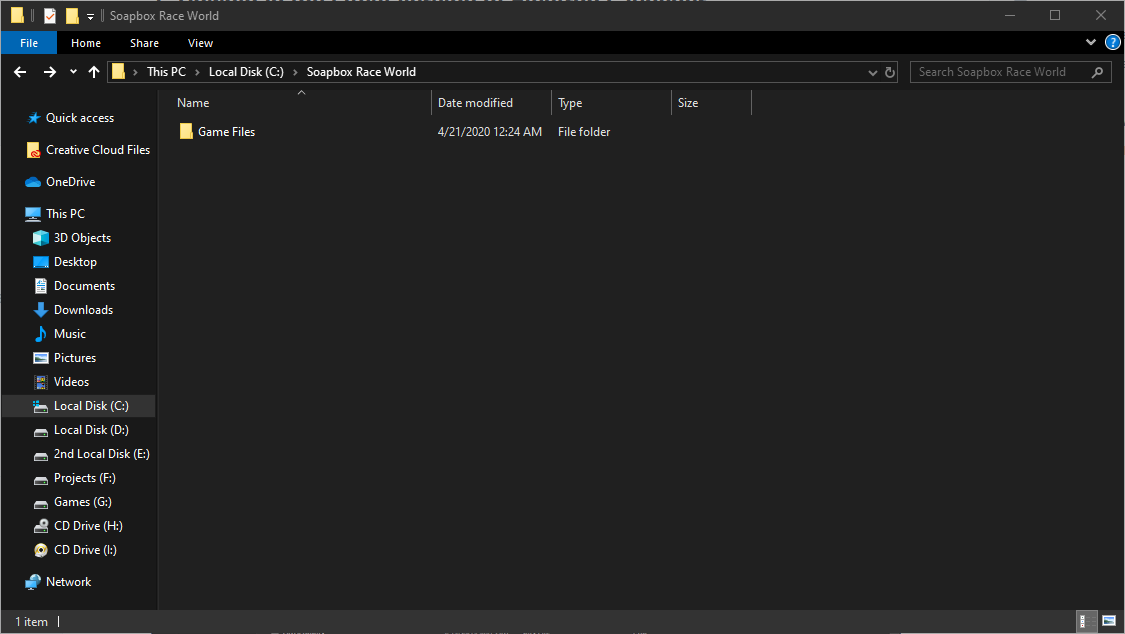 Soapbox Race World
File Home Share View
This PC Local Disk (C:) Soapbox Race World
Search Soapbox Race World
Name Date modified Type Size
Game Files 4/21/2020 12:24 AM File folder
Quick access
Creative Cloud Files
OneDrive
This PC
3D Objects
Desktop
Documents
Downloads
Music
Pictures
Videos
Local Disk (C:)
Local Disk (D:)
2nd Local Disk (E:)
Projects (F:)
Games (G:)
CD Drive (H:)
CD Drive (I:)
Network
1 item